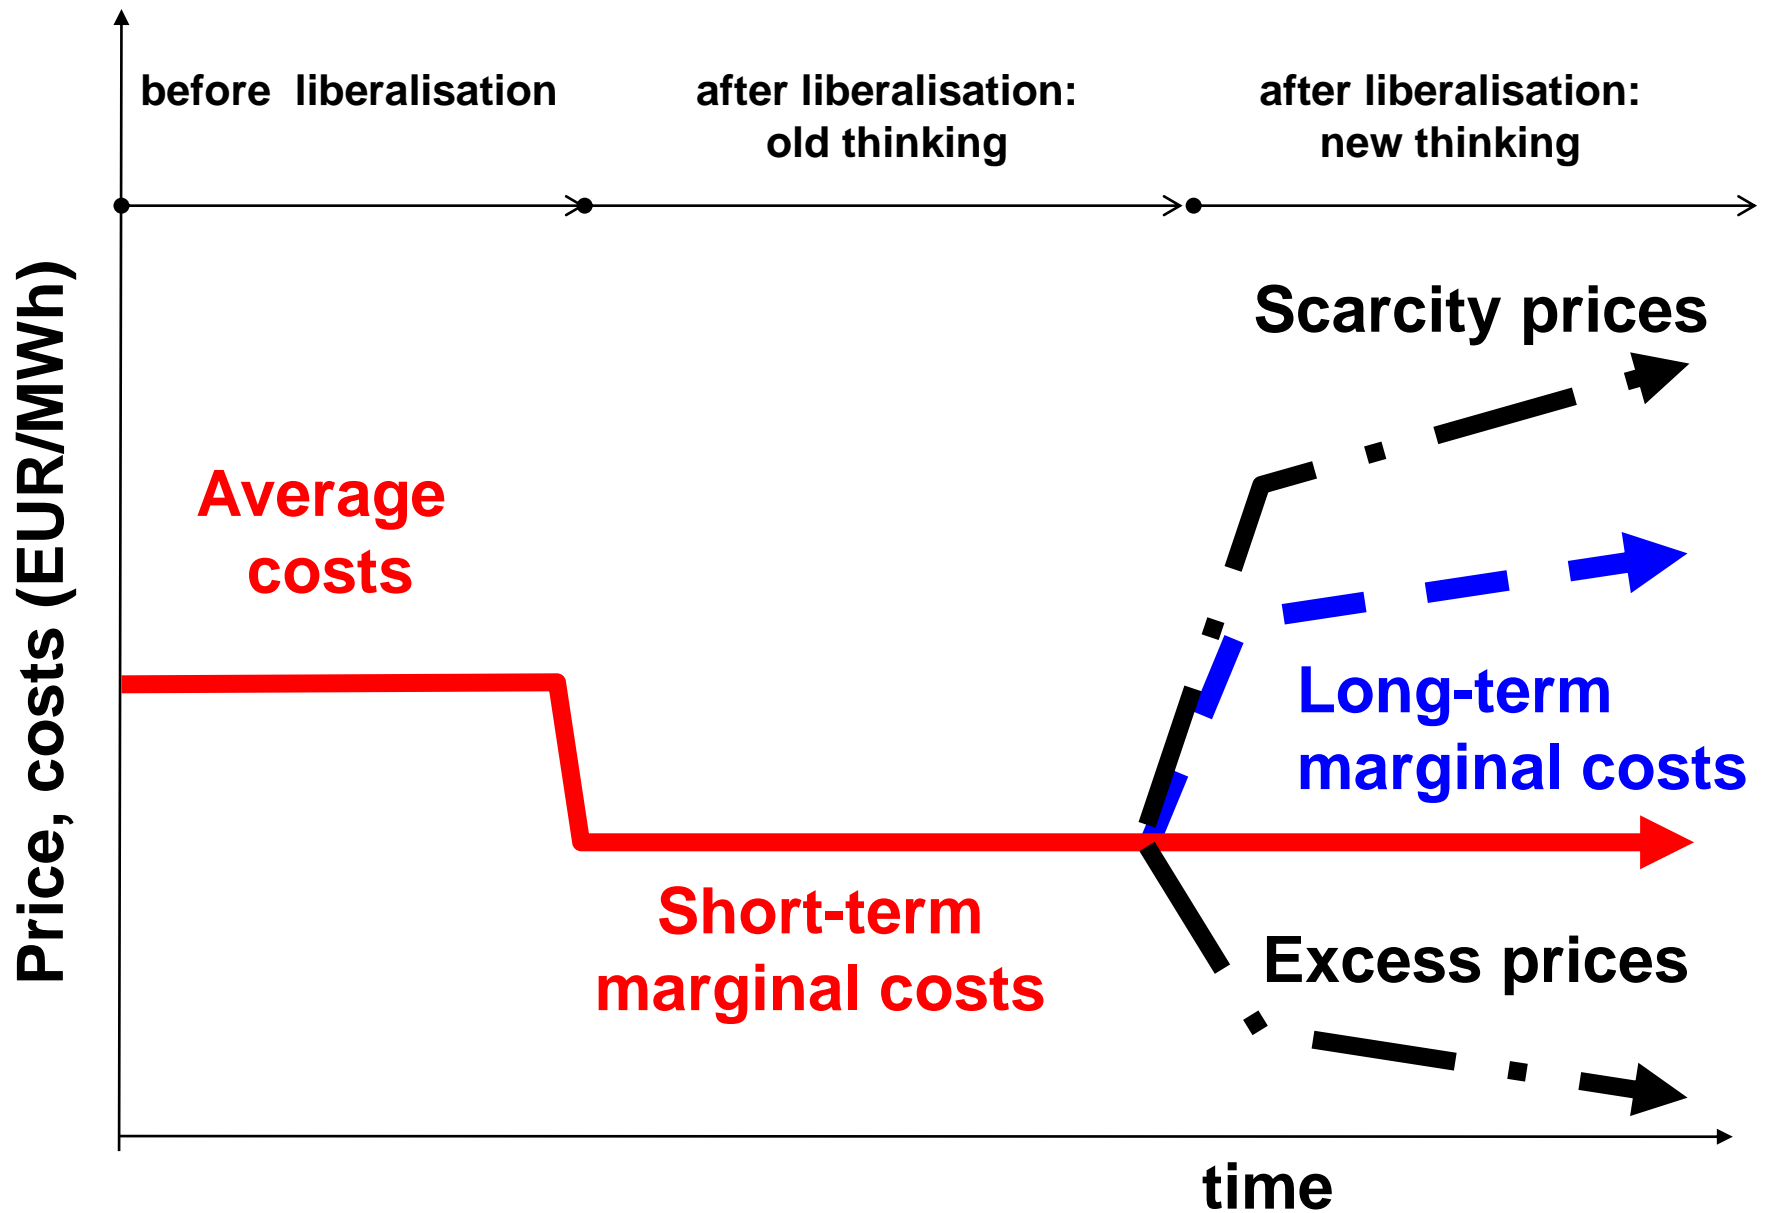 before liberalisation
after liberalisation:
old thinking
after liberalisation:
new thinking
Price, costs (EUR/MWh)
Scarcity prices
Average
costs
Long-term
marginal costs
Short-term
marginal costs
Excess prices
time